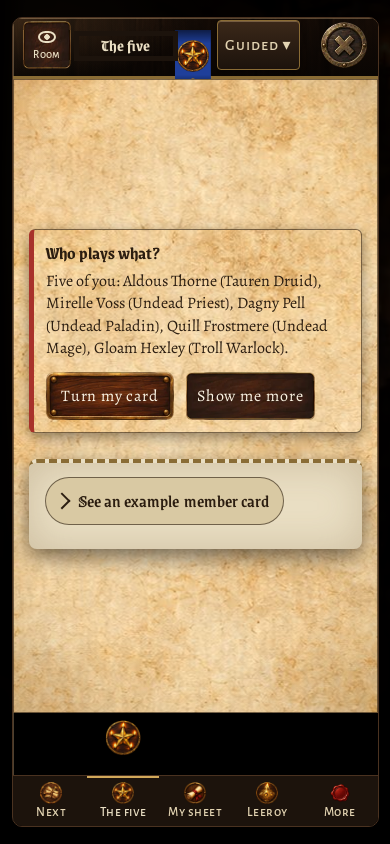 Room
The five
Guided ▾
Who plays what?
Five of you: Aldous Thorne (Tauren Druid),
Mirelle Voss (Undead Priest), Dagny Pell
(Undead Paladin), Quill Frostmere (Undead
Mage), Gloam Hexley (Troll Warlock).
Turn my card
Show me more
See an example member card
Next
The five
My sheet
Leeroy
More